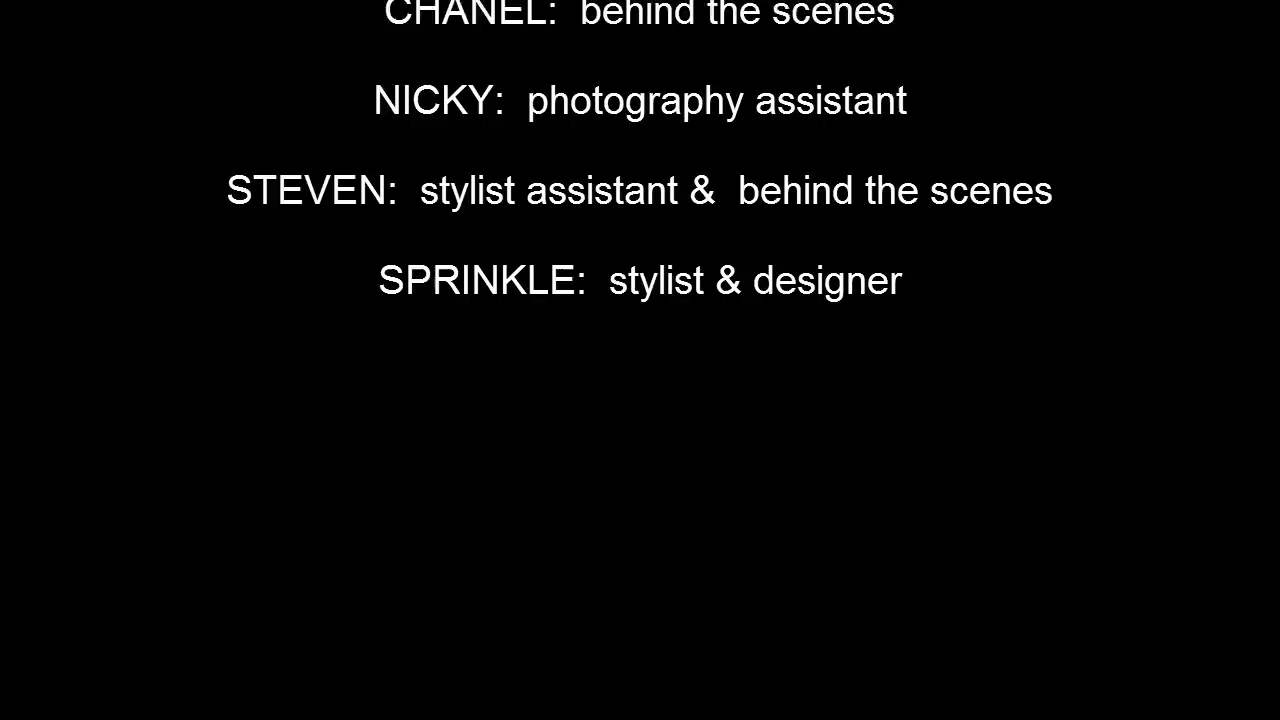 CHANEL:  behind the scenes
NICKY:  photography assistant
STEVEN:  stylist assistant &  behind the scenes
SPRINKLE:  stylist & designer